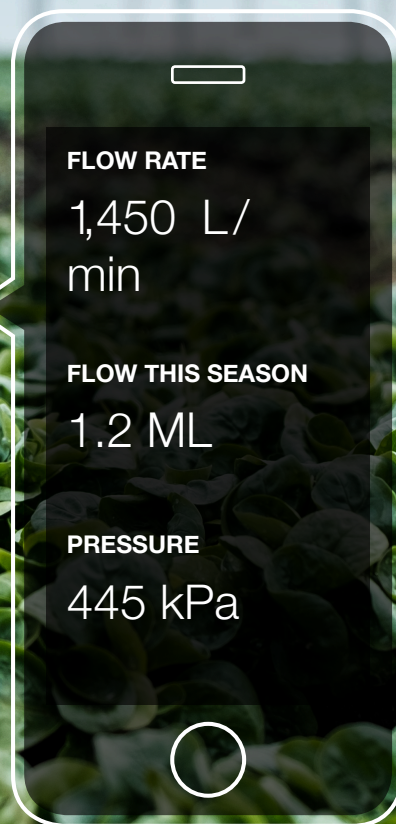 FLOW RATE
1,450 L/
min
FLOW THIS SEASON
1.2 ML
PRESSURE
445 kPa